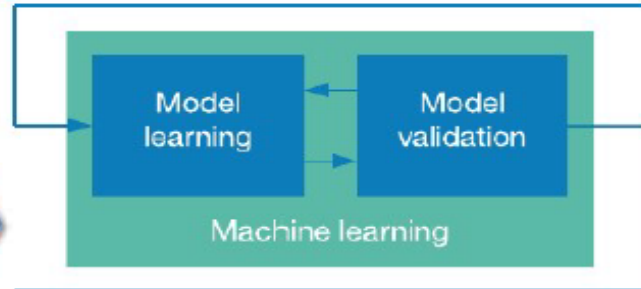 Model
learning
Model
validation
Machine learning